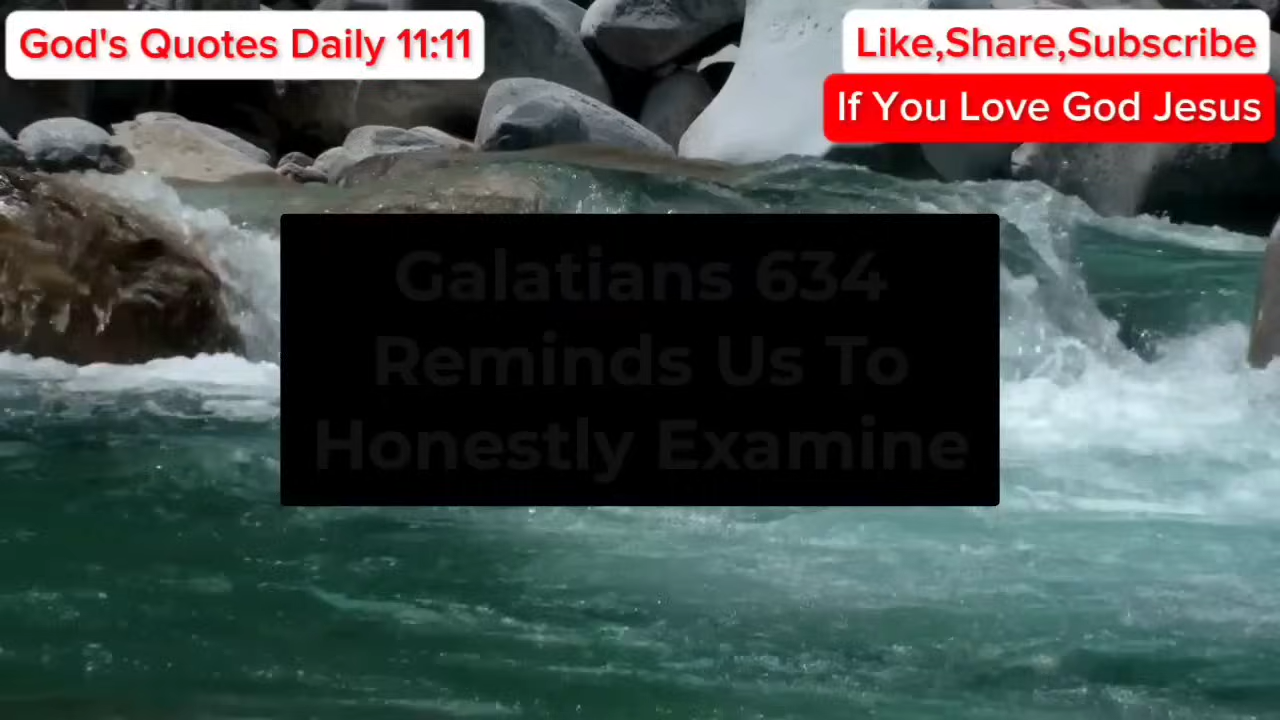 God's Quotes Daily 11:11
Like,Share,Subscribe
If You Love God Jesus
Galatians 634
Reminds Us To
Honestly Examine